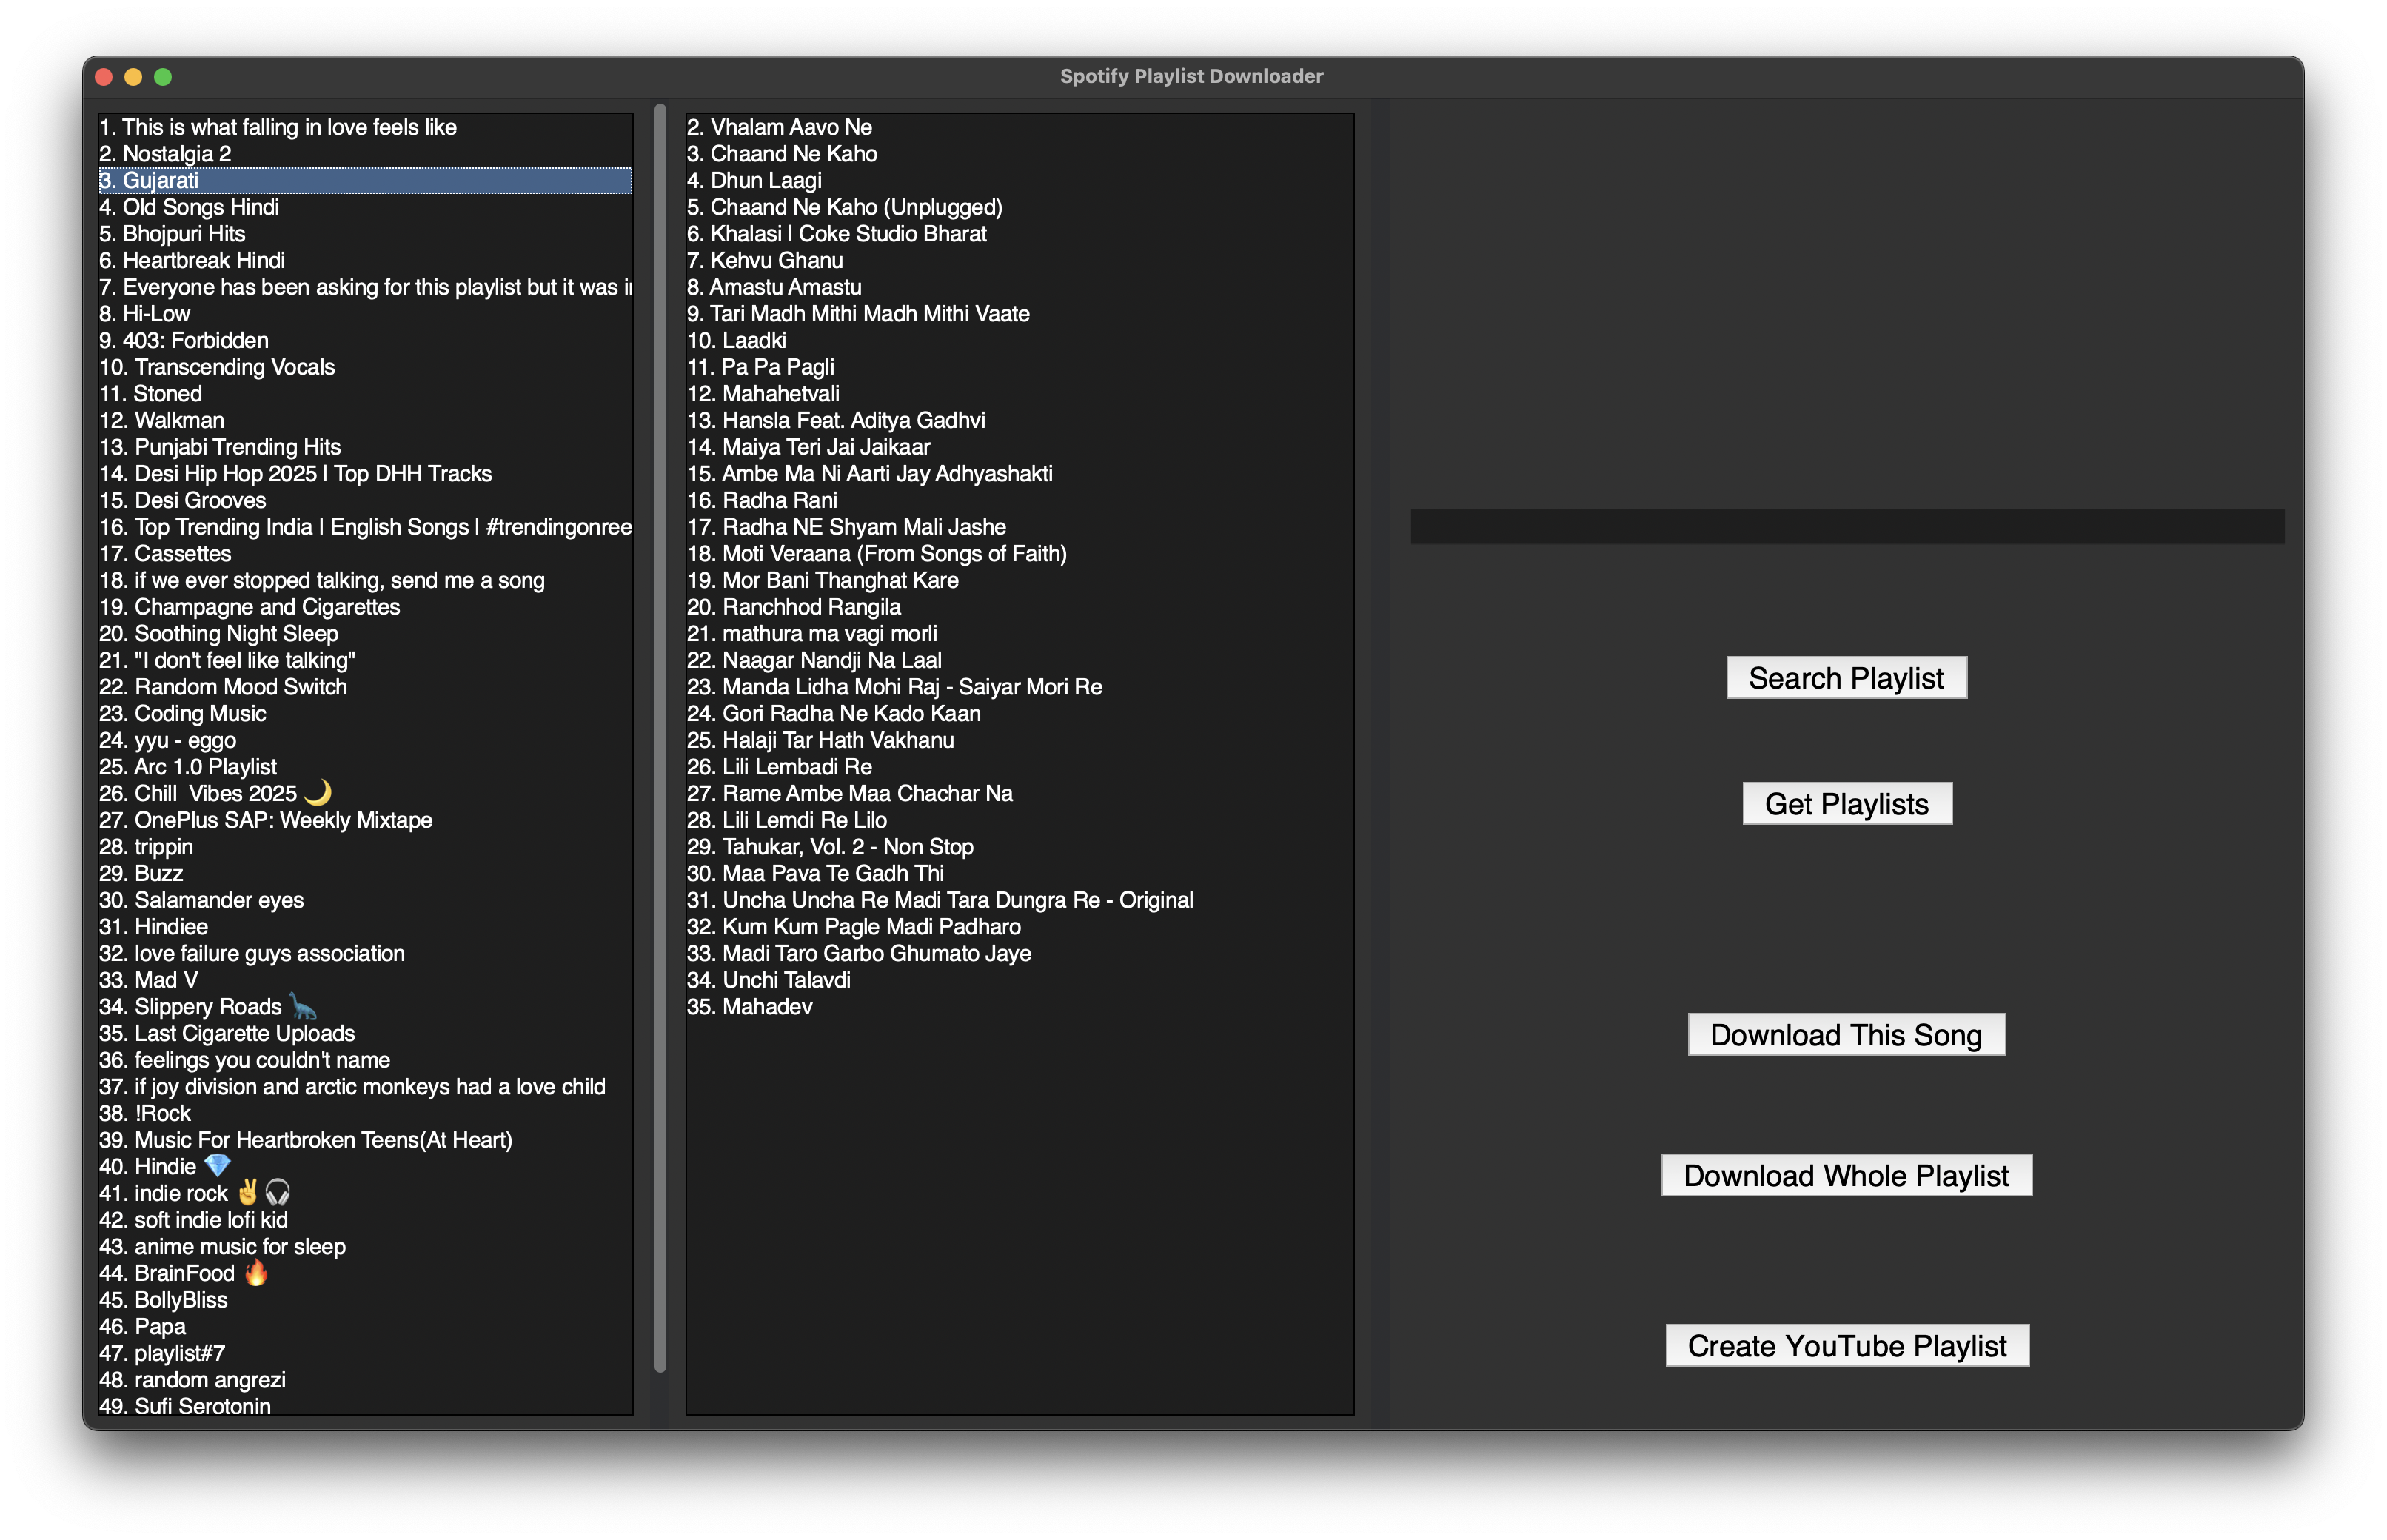 Spotify Playlist Downloader
1. This is what falling in love feels like
2. Nostalgia 2
3. Gujarati
4. Old Songs Hindi
5. Bhojpuri Hits
6. Heartbreak Hindi
7. Everyone has been asking for this playlist but it was
8. Hi-Low
9. 403: Forbidden
10. Transcending Vocals
11. Stoned
12. Walkman
13. Punjabi Trending Hits
14. Desi Hip Hop 2025 | Top DHH Tracks
15. Desi Grooves
16. Top Trending India | English Songs | #trendingonree
17. Cassettes
18. if we ever stopped talking, send me a song
19. Champagne and Cigarettes
20. Soothing Night Sleep
21. "I don't feel like talking"
22. Random Mood Switch
23. Coding Music
24. yyu - eggo
25. Arc 1.0 Playlist
26. Chill  Vibes 2025 🌙
27. OnePlus SAP: Weekly Mixtape
28. trippin
29. Buzz
30. Salamander eyes
31. Hindiee
32. love failure guys association
33. Mad V
34. Slippery Roads 🦕
35. Last Cigarette Uploads
36. feelings you couldn't name
37. if joy division and arctic monkeys had a love child
38. !Rock
39. Music For Heartbroken Teens(At Heart)
40. Hindie 💎
41. indie rock ✌️🎧
42. soft indie lofi kid
43. anime music for sleep
44. BrainFood 🔥
45. BollyBliss
46. Papa
47. playlist#7
48. random angrezi
49. Sufi Serotonin
2. Vhalam Aavo Ne
3. Chaand Ne Kaho
4. Dhun Laagi
5. Chaand Ne Kaho (Unplugged)
6. Khalasi | Coke Studio Bharat
7. Kehvu Ghanu
8. Amastu Amastu
9. Tari Madh Mithi Madh Mithi Vaate
10. Laadki
11. Pa Pa Pagli
12. Mahahetvali
13. Hansla Feat. Aditya Gadhvi
14. Maiya Teri Jai Jaikaar
15. Ambe Ma Ni Aarti Jay Adhyashakti
16. Radha Rani
17. Radha NE Shyam Mali Jashe
18. Moti Veraana (From Songs of Faith)
19. Mor Bani Thanghat Kare
20. Ranchhod Rangila
21. mathura ma vagi morli
22. Naagar Nandji Na Laal
23. Manda Lidha Mohi Raj - Saiyar Mori Re
24. Gori Radha Ne Kado Kaan
25. Halaji Tar Hath Vakhanu
26. Lili Lembadi Re
27. Rame Ambe Maa Chachar Na
28. Lili Lemdi Re Lilo
29. Tahukar, Vol. 2 - Non Stop
30. Maa Pava Te Gadh Thi
31. Uncha Uncha Re Madi Tara Dungra Re - Original
32. Kum Kum Pagle Madi Padharo
33. Madi Taro Garbo Ghumato Jaye
34. Unchi Talavdi
35. Mahadev
Search Playlist
Get Playlists
Download This Song
Download Whole Playlist
Create YouTube Playlist